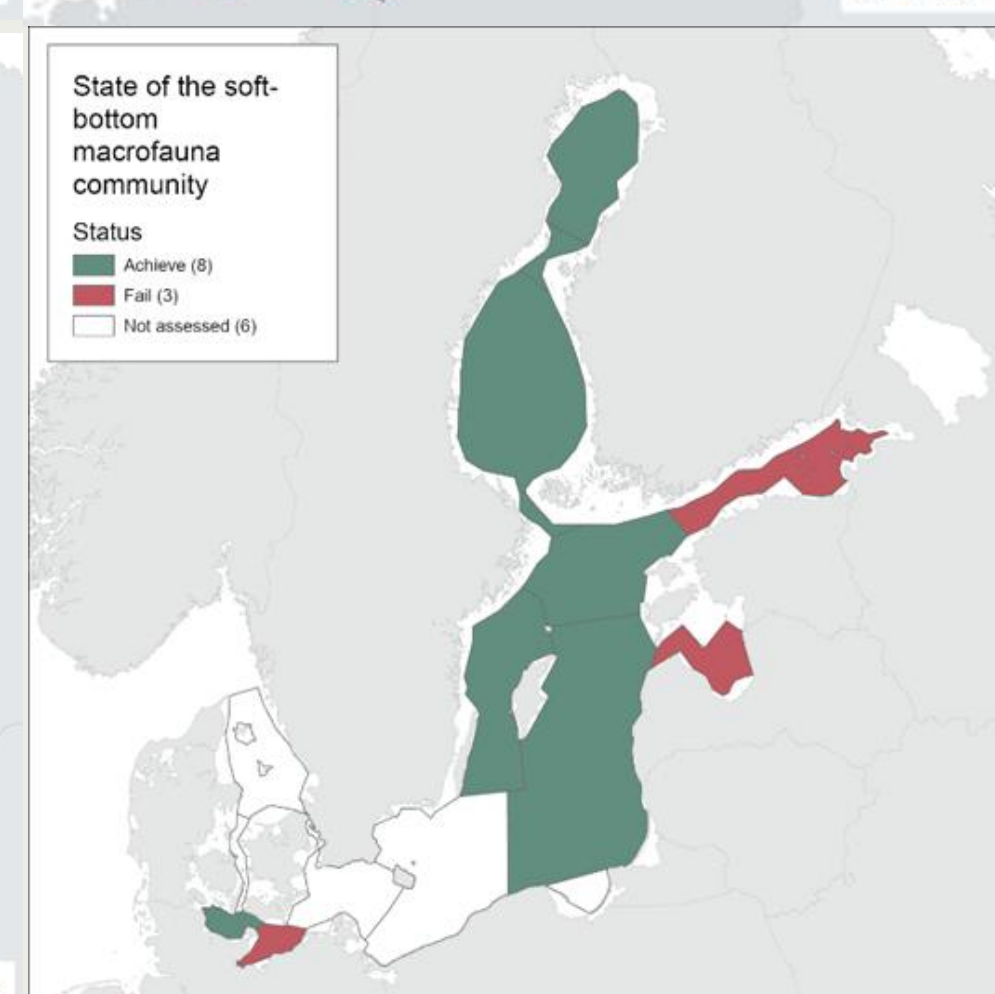 State of the soft-
bottom
macrofauna
community
Status
Achieve (8)
Fail (3)
Not assessed (6)